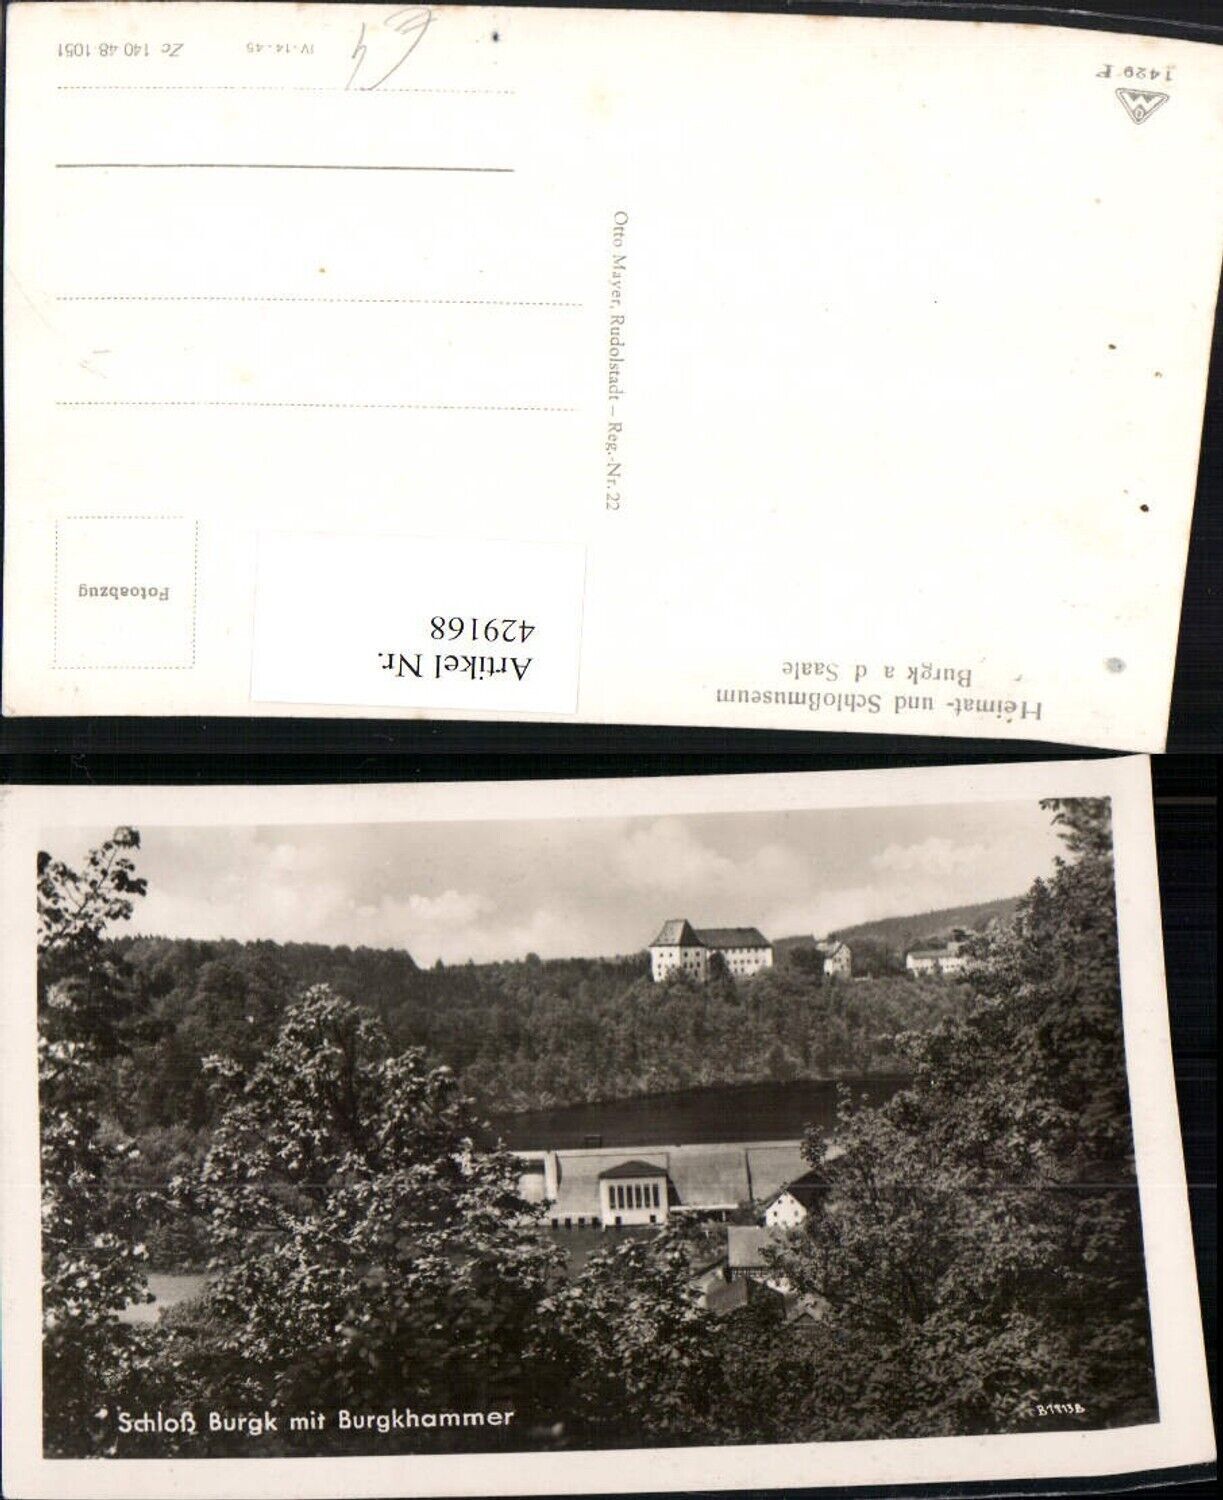 Heimat- und Schloßmuseum
Burgk a d Saale
Artikel Nr.
429168
Fotoabzug
Otto Mayer, Rudolstadt – Reg.-Nr. 22
1429 F
IV-14-45
Zc 140 48 1051
Schloß Burgk mit Burgkhammer
B1813B